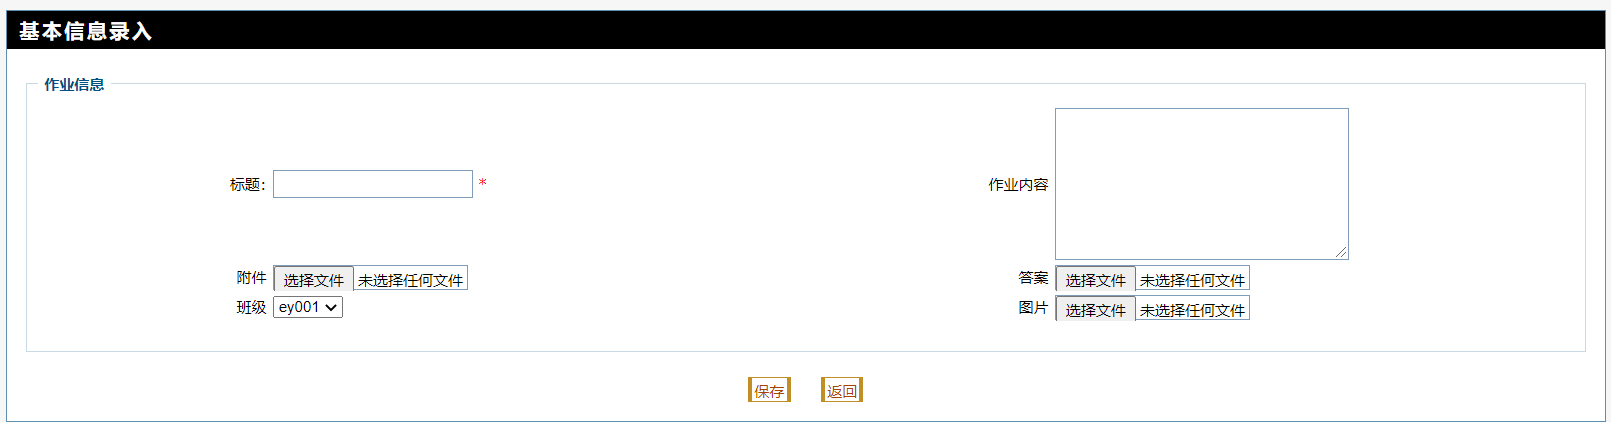 基本信息录入
作业信息
标题: *
作业内容
附件 选择文件 未选择任何文件
答案 选择文件 未选择任何文件
班级 ey001
图片 选择文件 未选择任何文件
保存 返回